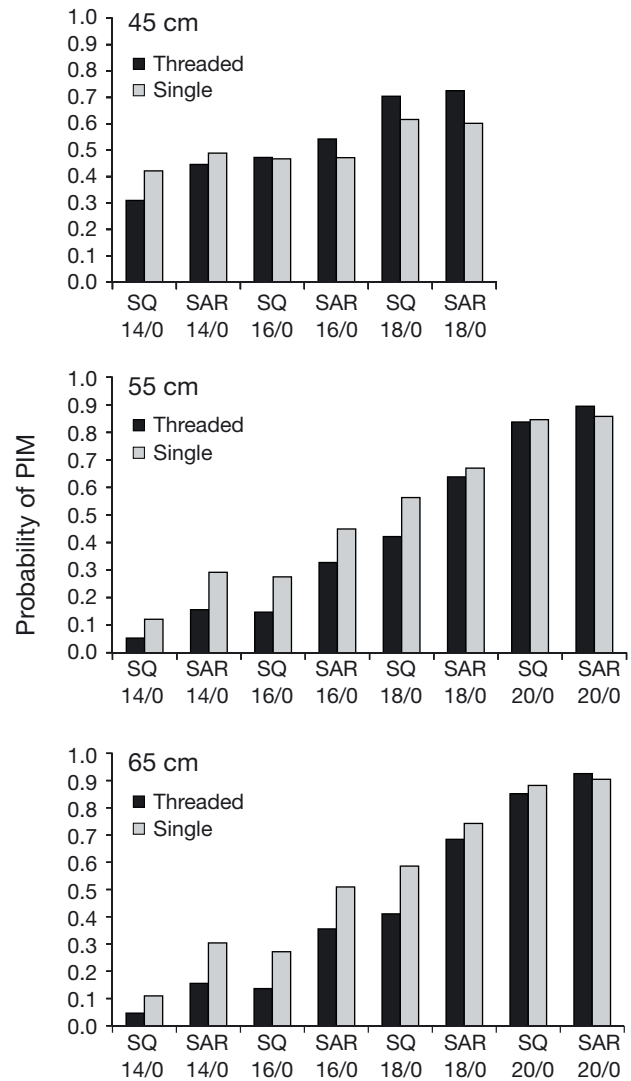 Probability of PIM
45 cm
Threaded
Single
1.0
0.9
0.8
0.7
0.6
0.5
0.4
0.3
0.2
0.1
0.0
SQ SAR SQ SAR SQ SAR
14/0 14/0 16/0 16/0 18/0 18/0
55 cm
Threaded
Single
1.0
0.9
0.8
0.7
0.6
0.5
0.4
0.3
0.2
0.1
0.0
SQ SAR SQ SAR SQ SAR SQ SAR
14/0 14/0 16/0 16/0 18/0 18/0 20/0 20/0
65 cm
Threaded
Single
1.0
0.9
0.8
0.7
0.6
0.5
0.4
0.3
0.2
0.1
0.0
SQ SAR SQ SAR SQ SAR SQ SAR
14/0 14/0 16/0 16/0 18/0 18/0 20/0 20/0